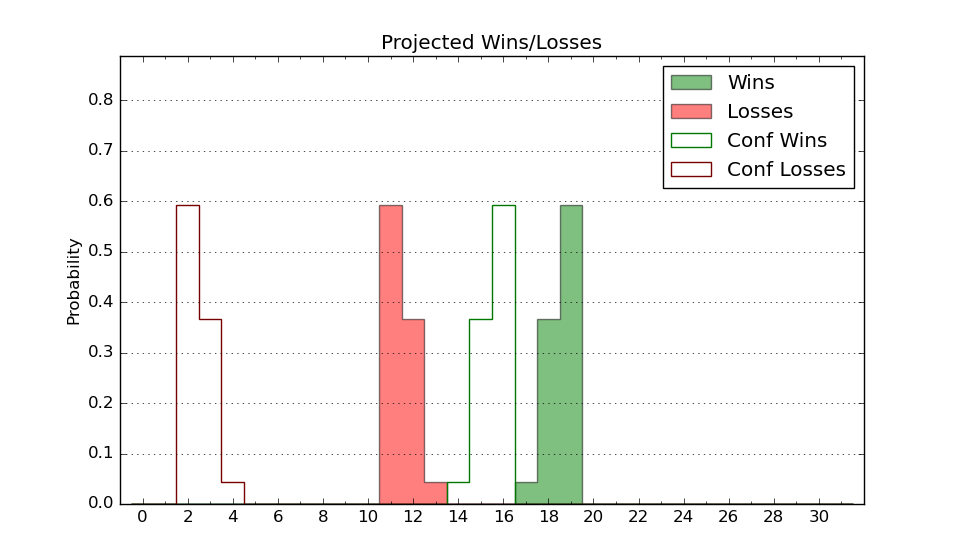 Projected Wins/Losses
Wins
Losses
Conf Wins
Conf Losses
Probability
0.8
0.7
0.6
0.5
0.4
0.3
0.2
0.1
0.0
0 2 4 6 8 10 12 14 16 18 20 22 24 26 28 30